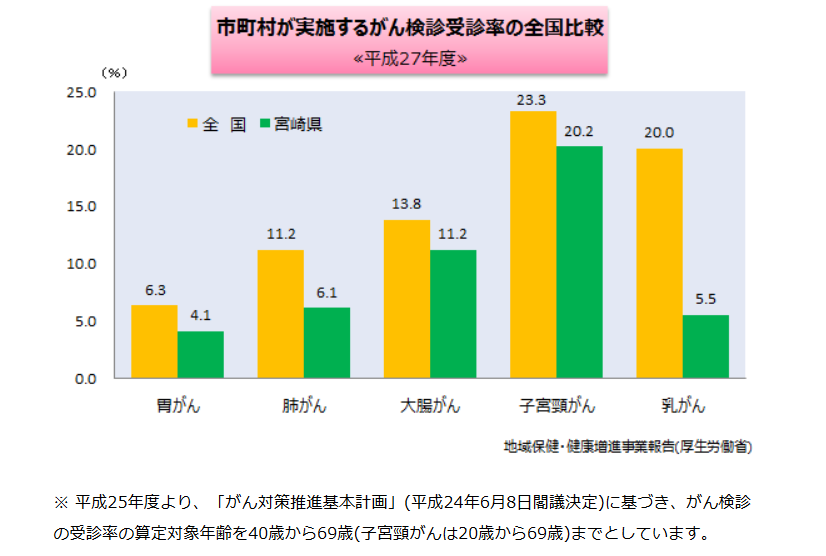 市町村が実施するがん検診受診率の全国比較
≪平成27年度≫
(%)
25.0
20.0
15.0
10.0
5.0
0.0
全 国 宮崎県
6.3
4.1
11.2
6.1
13.8
11.2
23.3
20.2
20.0
5.5
胃がん 肺がん 大腸がん 子宮頸がん 乳がん
地域保健・健康増進事業報告(厚生労働省)
※ 平成25年度より、「がん対策推進基本計画」(平成24年6月8日閣議決定)に基づき、がん検診
の受診率の算定対象年齢を40歳から69歳(子宮頸がんは20歳から69歳)までとしています。